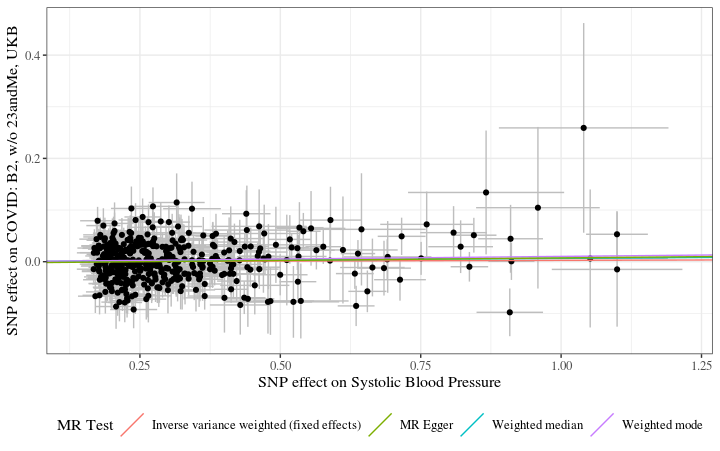 SNP effect on COVID: B2, w/o 23andMe, UKB
0.4
0.2
0.0
0.25
0.50
0.75
1.00
1.25
SNP effect on Systolic Blood Pressure
MR Test
Inverse variance weighted (fixed effects)
MR Egger
Weighted median
Weighted mode